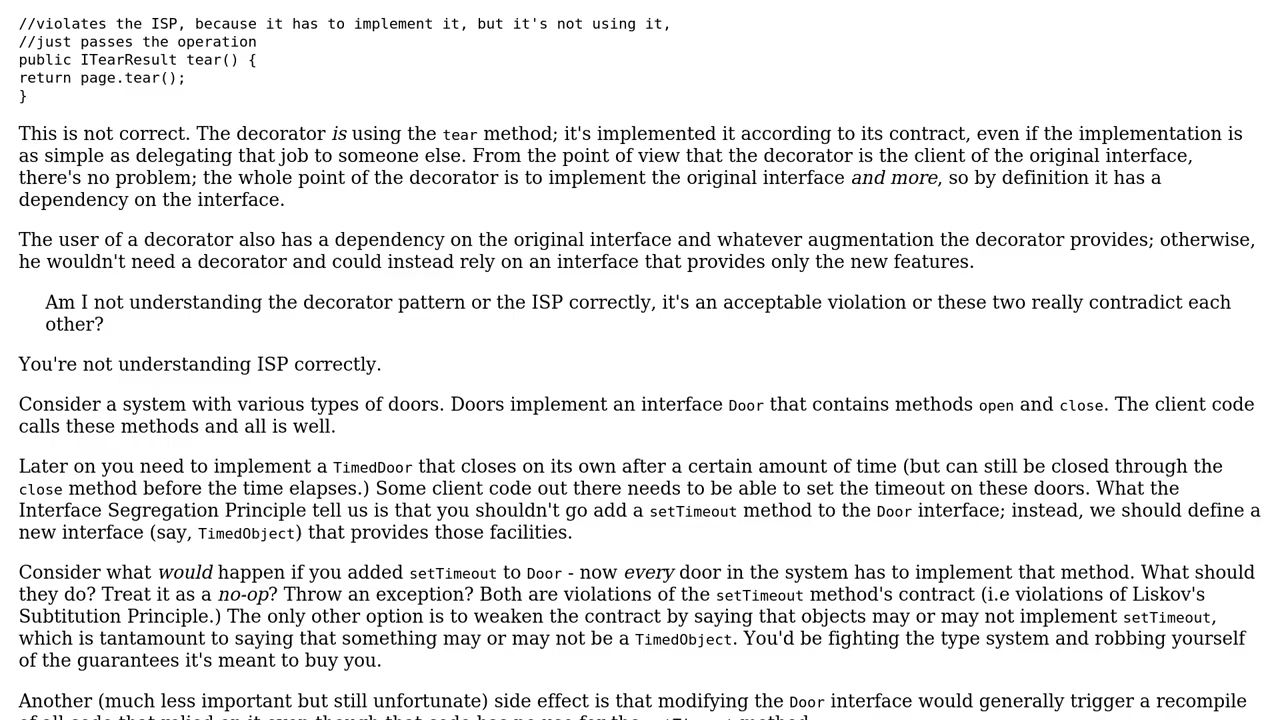 //violates the ISP, because it has to implement it, but it's not using it,
//just passes the operation
public ITearResult tear() {
return page.tear();
}
This is not correct. The decorator is using the tear method; it's implemented it according to its contract, even if the implementation is
as simple as delegating that job to someone else. From the point of view that the decorator is the client of the original interface,
there's no problem; the whole point of the decorator is to implement the original interface and more, so by definition it has a
dependency on the interface.
The user of a decorator also has a dependency on the original interface and whatever augmentation the decorator provides; otherwise,
he wouldn't need a decorator and could instead rely on an interface that provides only the new features.
Am I not understanding the decorator pattern or the ISP correctly, it's an acceptable violation or these two really contradict each
other?
You're not understanding ISP correctly.
Consider a system with various types of doors. Doors implement an interface Door that contains methods open and close. The client code
calls these methods and all is well.
Later on you need to implement a TimedDoor that closes on its own after a certain amount of time (but can still be closed through the
close method before the time elapses.) Some client code out there needs to be able to set the timeout on these doors. What the
Interface Segregation Principle tell us is that you shouldn't go add a setTimeout method to the Door interface; instead, we should define a
new interface (say, TimedObject) that provides those facilities.
Consider what would happen if you added setTimeout to Door - now every door in the system has to implement that method. What should
they do? Treat it as a no-op? Throw an exception? Both are violations of the setTimeout method's contract (i.e violations of Liskov's
Subtitution Principle.) The only other option is to weaken the contract by saying that objects may or may not implement setTimeout,
which is tantamount to saying that something may or may not be a TimedObject. You'd be fighting the type system and robbing yourself
of the guarantees it's meant to buy you.
Another (much less important but still unfortunate) side effect is that modifying the Door interface would generally trigger a recompile
of all code that relied on it even though that code has no use for the setTimeout method.